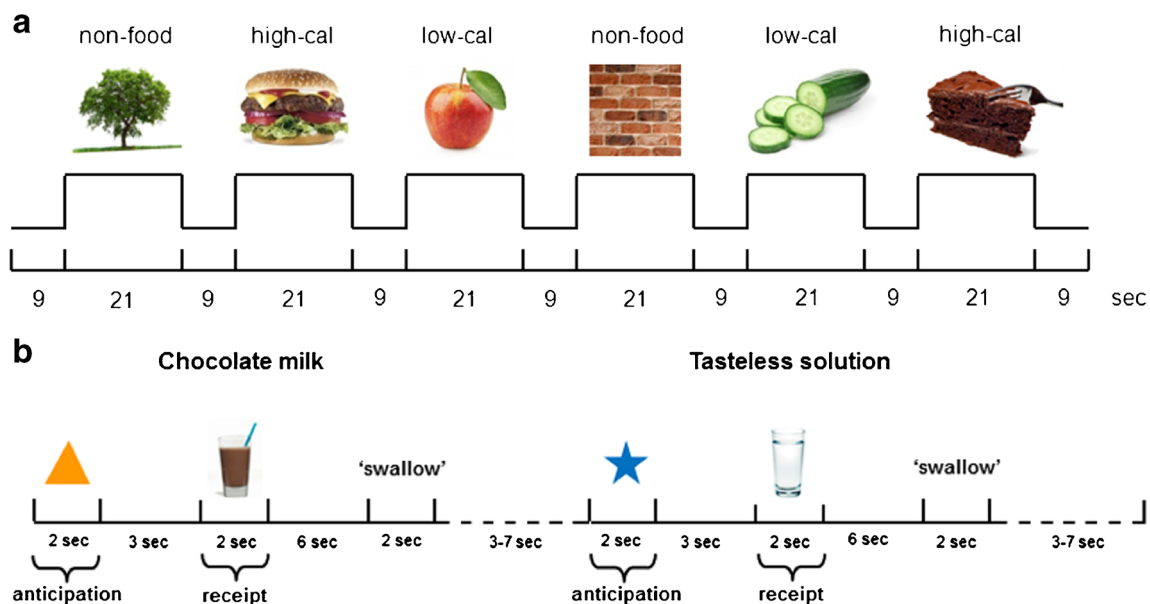 a
non-food high-cal low-cal non-food low-cal high-cal
9 21 9 21 9 21 9 21 9 21 9 21 9 sec
b
Chocolate milk Tasteless solution
‘swallow’ ‘swallow’
2 sec 3 sec 2 sec 6 sec 2 sec 3-7 sec 2 sec 3 sec 2 sec 6 sec 2 sec 3-7 sec
anticipation receipt anticipation receipt